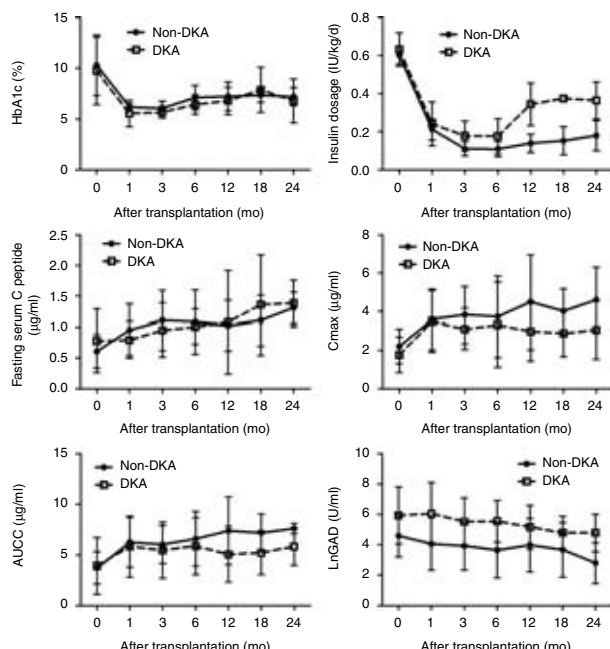 HbA1c (%)
15
10
5
0
Non-DKA
DKA
0 1 3 6 12 18 24
After transplantation (mo)
Insulin dosage (IU/kg/d)
0.8
0.6
0.4
0.2
0.0
Non-DKA
DKA
0 1 3 6 12 18 24
After transplantation (mo)
Fasting serum C peptide
(µg/ml)
2.5
2.0
1.5
1.0
0.5
0.0
Non-DKA
DKA
0 1 3 6 12 18 24
After transplantation (mo)
Cmax (µg/ml)
8
6
4
2
0
Non-DKA
DKA
0 1 3 6 12 18 24
After transplantation (mo)
AUCC (µg/ml)
15
10
5
0
Non-DKA
DKA
0 1 3 6 12 18 24
After transplantation (mo)
LnGAD (U/ml)
10
8
6
4
2
0
Non-DKA
DKA
0 1 3 6 12 18 24
After transplantation (mo)